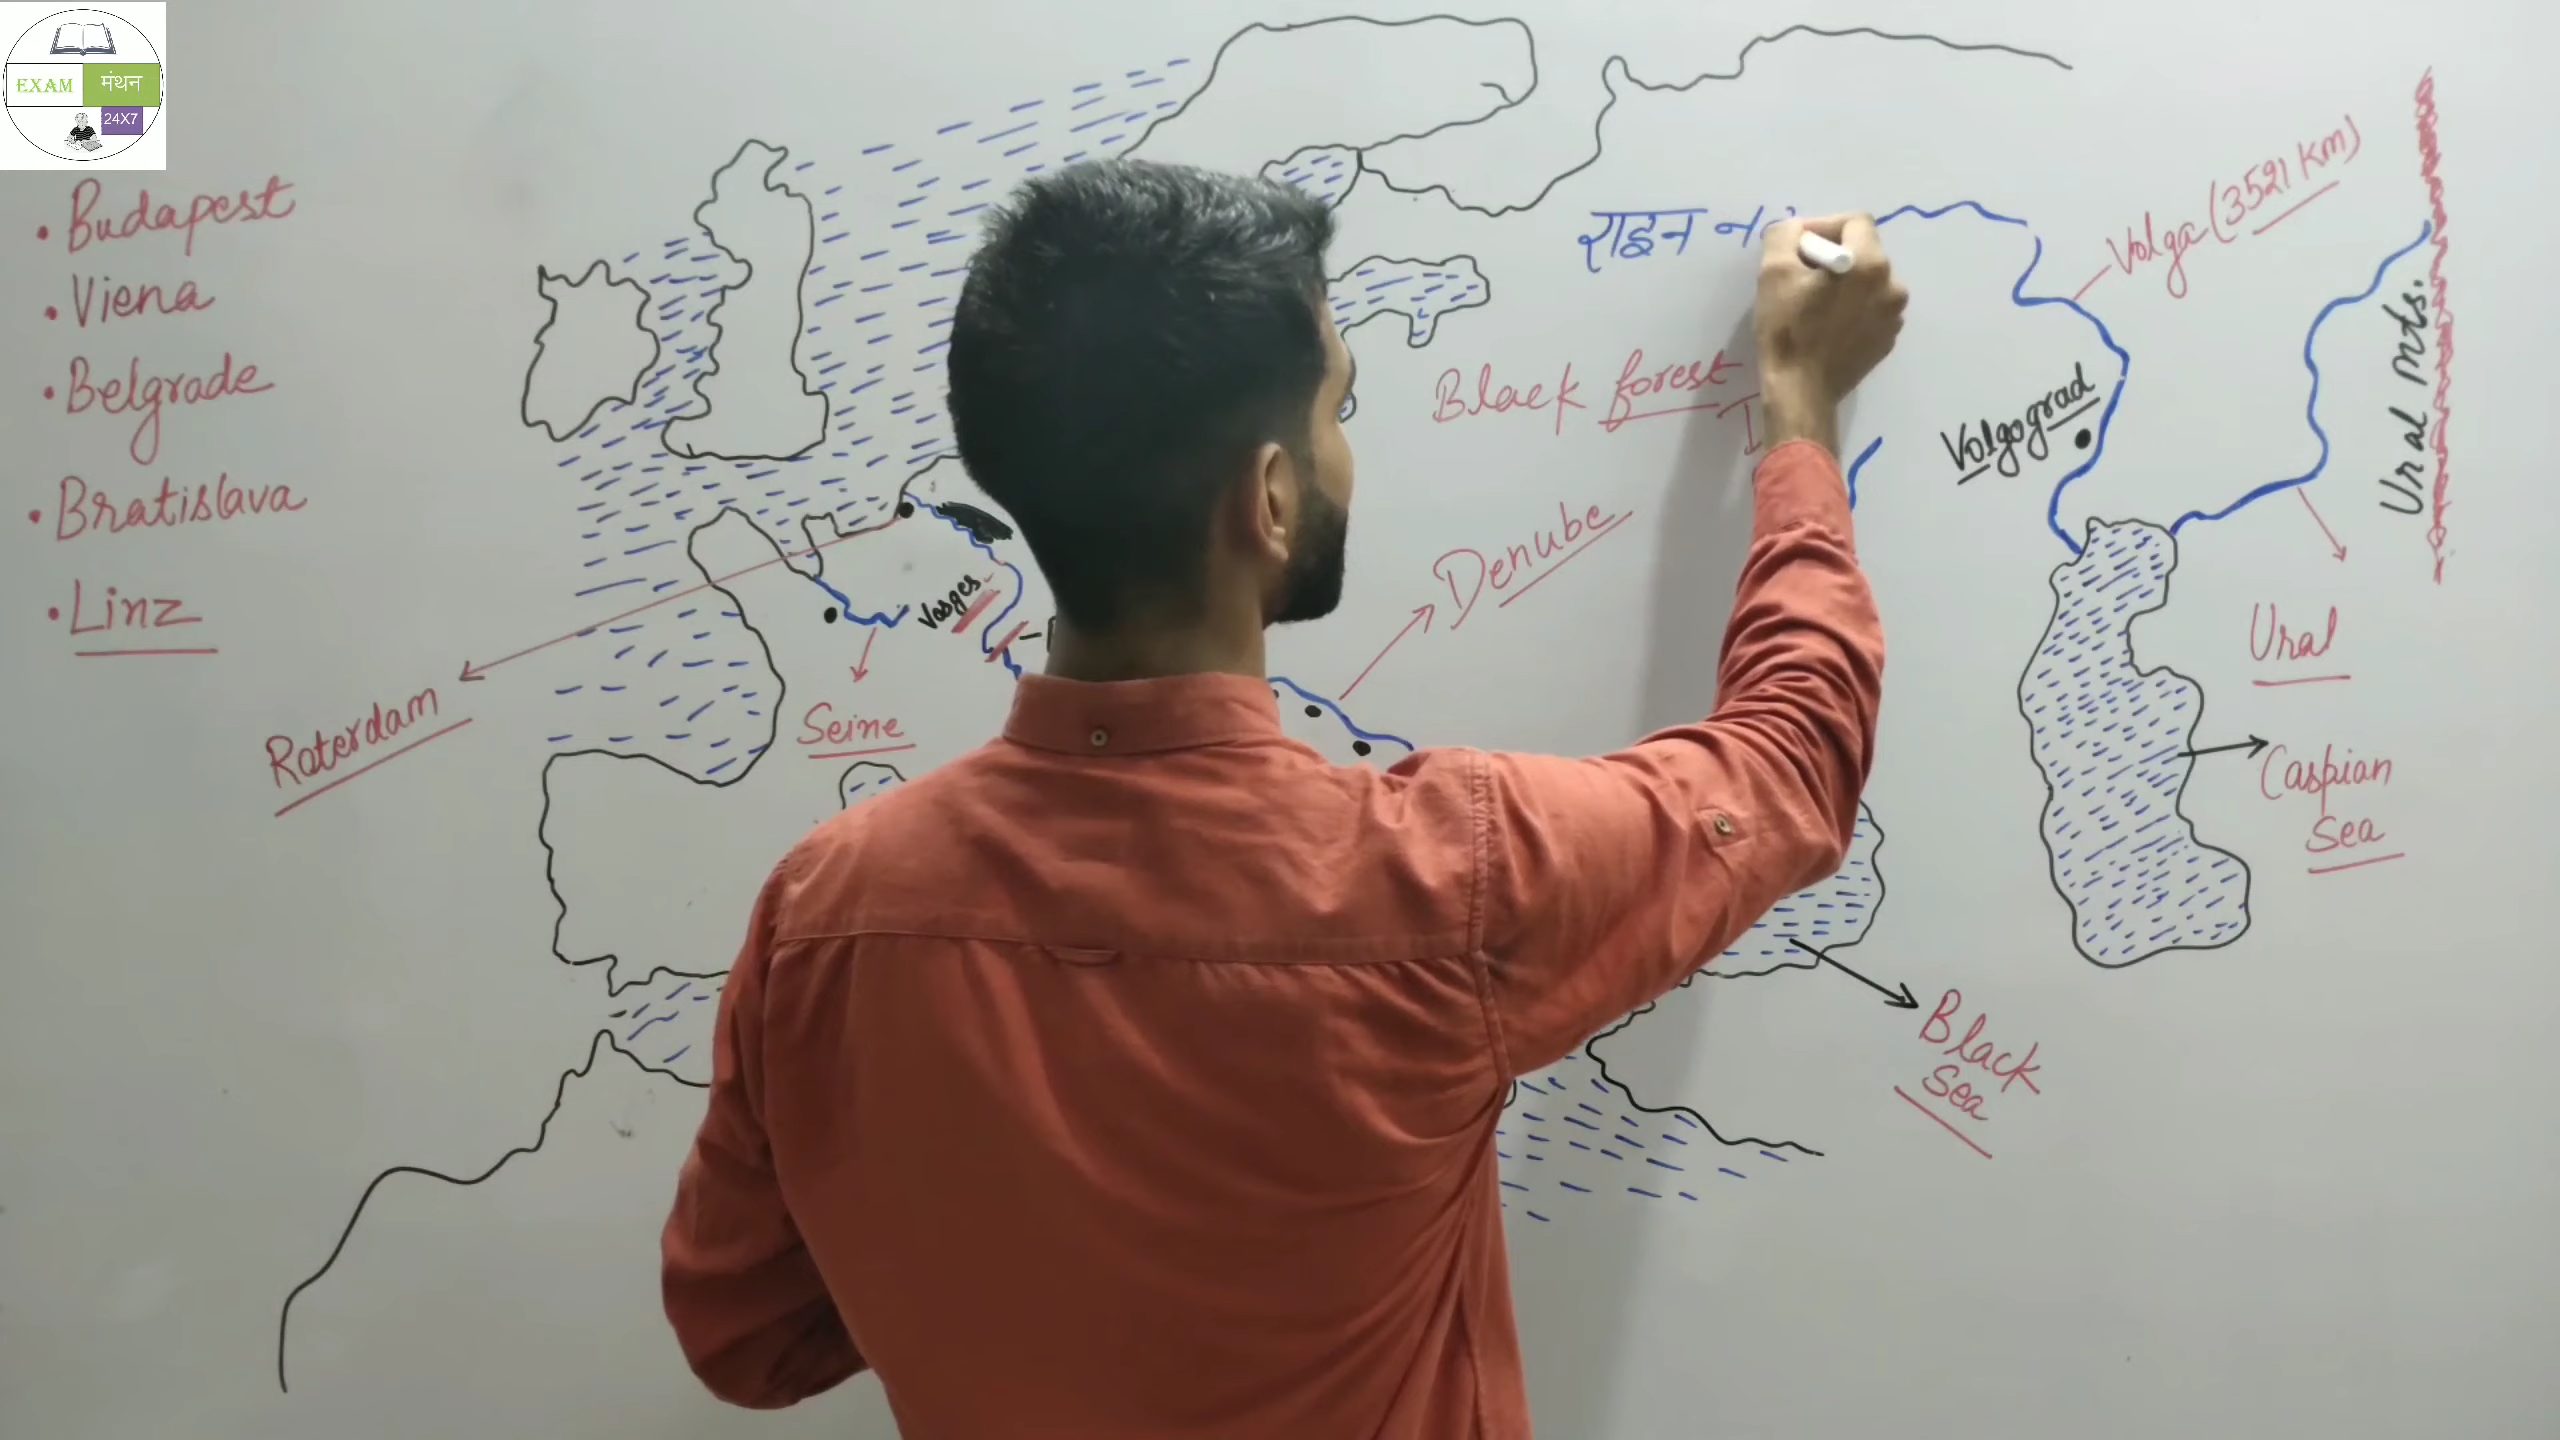 EXAM मंथन
24X7
• Budapest
• Viena
• Belgrade
• Bratislava
• Linz
Roterdam
Seine
Vosges
Black forest
Denube
राइन
Volga (3521 Km)
Volgograd
Ural mts.
Ural
Caspian
Sea
Black
Sea